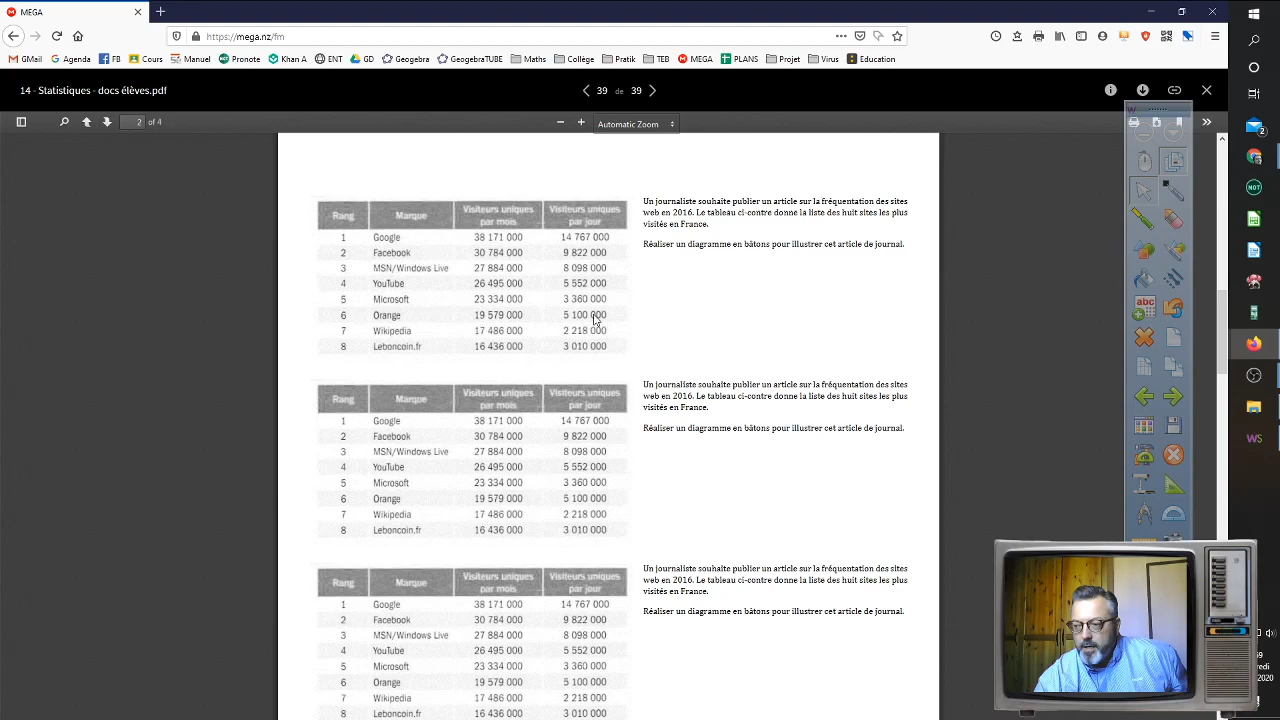 MEGA
https://mega.nz/fm
GMail Agenda FB Cours Manuel Pronote Khan A ENT GD Geogebra GeogebraTUBE Maths Collège Pratik TEB MEGA PLANS Projet Virus Education
14 - Statistiques - docs élèves.pdf
39 de 39
2 of 4
Automatic Zoom
Rang Marque Visiteurs uniques par mois Visiteurs uniques par jour
1 Google 38 171 000 14 767 000
2 Facebook 30 784 000 9 822 000
3 MSN/Windows Live 27 884 000 8 098 000
4 YouTube 26 495 000 5 552 000
5 Microsoft 23 334 000 3 360 000
6 Orange 19 579 000 5 100 000
7 Wikipedia 17 486 000 2 218 000
8 Leboncoin.fr 16 436 000 3 010 000
Un journaliste souhaite publier un article sur la fréquentation des sites
web en 2016. Le tableau ci-contre donne la liste des huit sites les plus
visités en France.
Réaliser un diagramme en bâtons pour illustrer cet article de journal.
Rang Marque Visiteurs uniques par mois Visiteurs uniques par jour
1 Google 38 171 000 14 767 000
2 Facebook 30 784 000 9 822 000
3 MSN/Windows Live 27 884 000 8 098 000
4 YouTube 26 495 000 5 552 000
5 Microsoft 23 334 000 3 360 000
6 Orange 19 579 000 5 100 000
7 Wikipedia 17 486 000 2 218 000
8 Leboncoin.fr 16 436 000 3 010 000
Un journaliste souhaite publier un article sur la fréquentation des sites
web en 2016. Le tableau ci-contre donne la liste des huit sites les plus
visités en France.
Réaliser un diagramme en bâtons pour illustrer cet article de journal.
Rang Marque Visiteurs uniques par mois Visiteurs uniques par jour
1 Google 38 171 000 14 767 000
2 Facebook 30 784 000 9 822 000
3 MSN/Windows Live 27 884 000 8 098 000
4 YouTube 26 495 000 5 552 000
5 Microsoft 23 334 000 3 360 000
6 Orange 19 579 000 5 100 000
7 Wikipedia 17 486 000 2 218 000
8 Leboncoin.fr 16 436 000 3 010 000
Un journaliste souhaite publier un article sur la fréquentation des sites
web en 2016. Le tableau ci-contre donne la liste des huit sites les plus
visités en France.
Réaliser un diagramme en bâtons pour illustrer cet article de journal.
abc